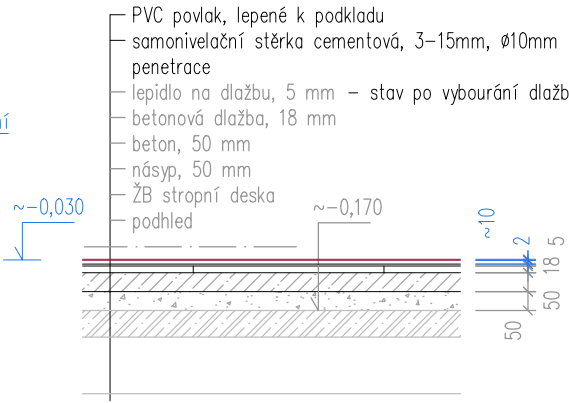 PVC povlak, lepené k podkladu
samonivelační stěrka cementová, 3–15mm, Ø10mm
penetrace
lepidlo na dlažbu, 5 mm – stav po vybourání dlažb
betonová dlažba, 18 mm
ní
beton, 50 mm
násyp, 50 mm
ŽB stropní deska
podhled
~-0,030
~-0,170
~10
2
5
18
50
50